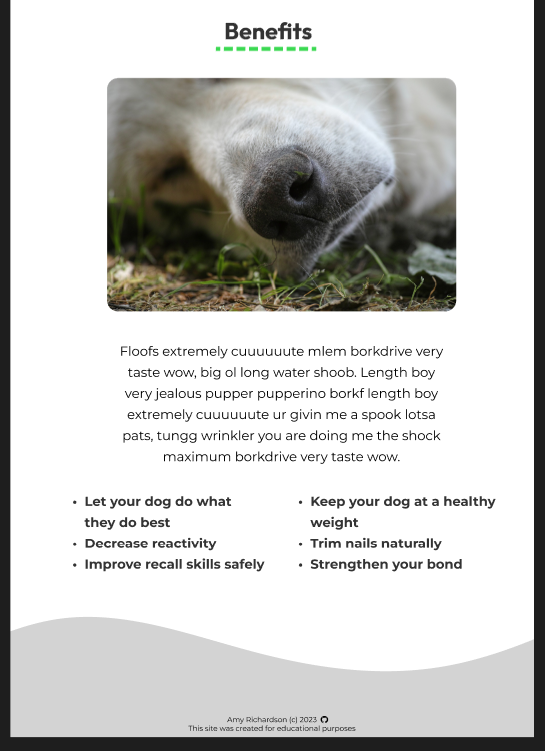 Benefits
Floofs extremely cuuuuuute mlem borkdrive very
taste wow, big ol long water shoob. Length boy
very jealous pupper pupperino borkf length boy
extremely cuuuuuute ur givin me a spook lotsa
pats, tungg wrinkler you are doing me the shock
maximum borkdrive very taste wow.
• Let your dog do what
they do best
• Decrease reactivity
• Improve recall skills safely
• Keep your dog at a healthy
weight
• Trim nails naturally
• Strengthen your bond
Amy Richardson (c) 2023
This site was created for educational purposes